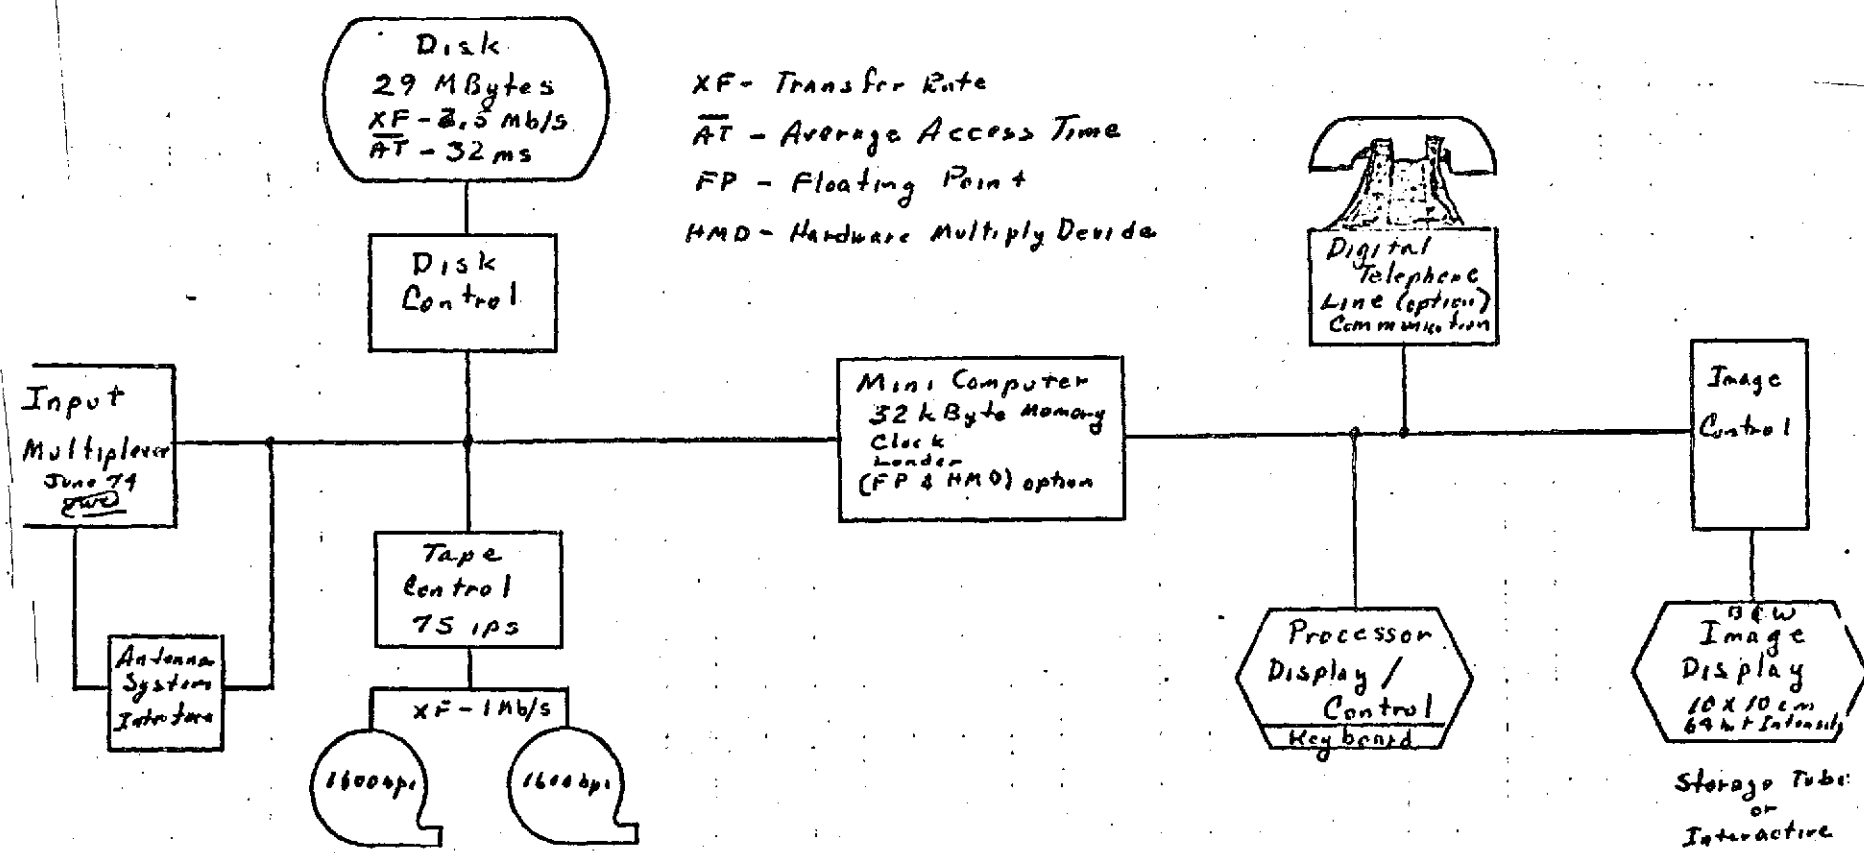 Disk
29 MBytes
XF - 2.5 Mb/s
AT - 32 ms
XF - Transfer Rate
AT - Average Access Time
FP - Floating Point
HMD - Hardware Multiply Devide
Disk
Control
Digital
Telephone
Line (option)
Communication
Input
Multiplexer
June 74
Mini Computer
32 k Byte Memory
Clock
Loader
(FP & HMD) option
Image
Control
Tape
Control
75 ips
XF - 1 Mb/s
1600 bpi
1600 bpi
Antenna
System
Interface
Processor
Display /
Control
Keyboard
B&W
Image
Display
10 X 10 cm
64 bit Intensity
Storage Tube
or
Interactive